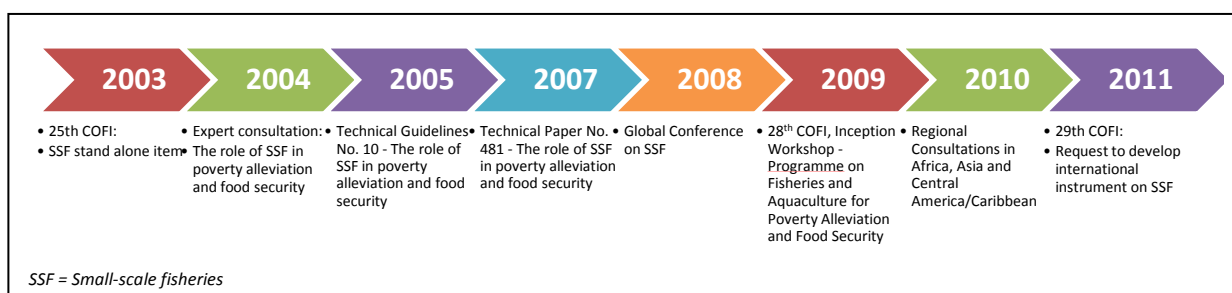 2003
2004
2005
2007
2008
2009
2010
2011
• 25th COFI:
• SSF stand alone item
• Expert consultation:
• The role of SSF in
poverty alleviation
and food security
• Technical Guidelines
No. 10 - The role of
SSF in poverty
alleviation and food
security
• Technical Paper No.
481 - The role of SSF
in poverty alleviation
and food security
• Global Conference
on SSF
• 28th COFI, Inception
Workshop -
Programme on
Fisheries and
Aquaculture for
Poverty Alleviation
and Food Security
• Regional
Consultations in
Africa, Asia and
Central
America/Caribbean
• 29th COFI:
• Request to develop
international
instrument on SSF
SSF = Small-scale fisheries